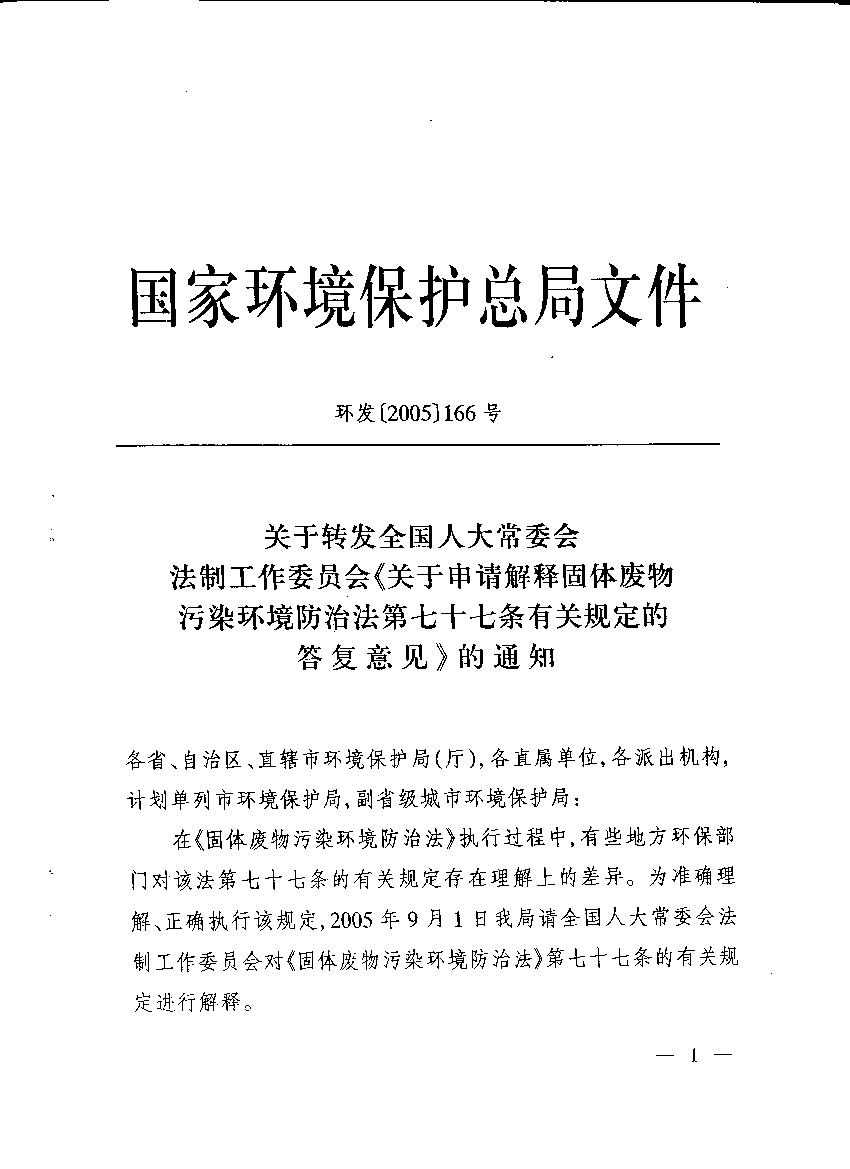 国家环境保护总局文件
环发〔2005〕166号
关于转发全国人大常委会
法制工作委员会《关于申请解释固体废物
污染环境防治法第七十七条有关规定的
答复意见》的通知
各省、自治区、直辖市环境保护局(厅),各直属单位,各派出机构,
计划单列市环境保护局,副省级城市环境保护局:
在《固体废物污染环境防治法》执行过程中,有些地方环保部
门对该法第七十七条的有关规定存在理解上的差异。为准确理
解、正确执行该规定,2005年9月1日我局请全国人大常委会法
制工作委员会对《固体废物污染环境防治法》第七十七条的有关规
定进行解释。
— 1 —